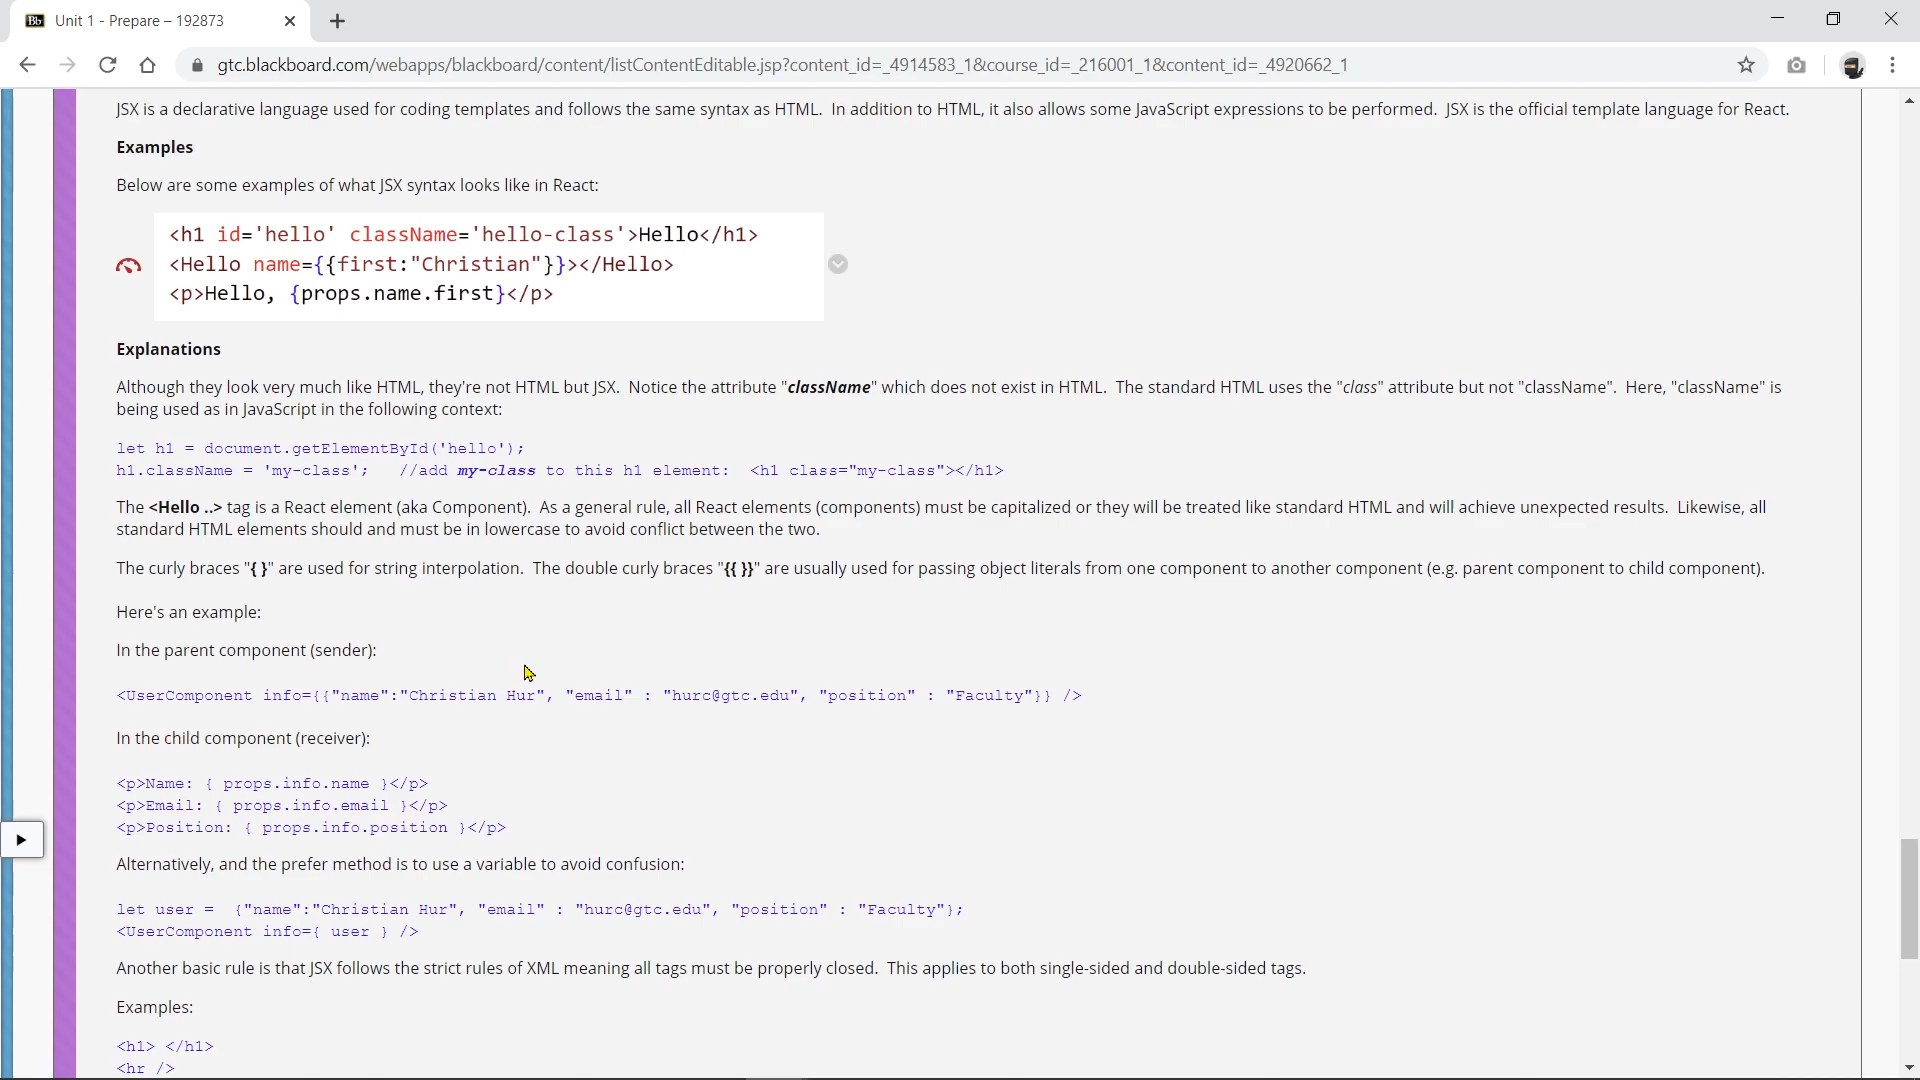 Bb Unit 1 - Prepare – 192873
gtc.blackboard.com/webapps/blackboard/content/listContentEditable.jsp?content_id=_4914583_1&course_id=_216001_1&content_id=_4920662_1
JSX is a declarative language used for coding templates and follows the same syntax as HTML.  In addition to HTML, it also allows some JavaScript expressions to be performed.  JSX is the official template language for React.
Examples
Below are some examples of what JSX syntax looks like in React:
<h1 id='hello' className='hello-class'>Hello</h1>
<Hello name={{first:"Christian"}}></Hello>
<p>Hello, {props.name.first}</p>
Explanations
Although they look very much like HTML, they're not HTML but JSX.  Notice the attribute "className" which does not exist in HTML.  The standard HTML uses the "class" attribute but not "className".  Here, "className" is
being used as in JavaScript in the following context:
let h1 = document.getElementById('hello');
h1.className = 'my-class';   //add my-class to this h1 element:  <h1 class="my-class"></h1>
The <Hello ..> tag is a React element (aka Component).  As a general rule, all React elements (components) must be capitalized or they will be treated like standard HTML and will achieve unexpected results.  Likewise, all
standard HTML elements should and must be in lowercase to avoid conflict between the two.
The curly braces "{ }" are used for string interpolation.  The double curly braces "{{ }}" are usually used for passing object literals from one component to another component (e.g. parent component to child component).
Here's an example:
In the parent component (sender):
<UserComponent info={{"name":"Christian Hur", "email" : "hurc@gtc.edu", "position" : "Faculty"}} />
In the child component (receiver):
<p>Name: { props.info.name }</p>
<p>Email: { props.info.email }</p>
<p>Position: { props.info.position }</p>
Alternatively, and the prefer method is to use a variable to avoid confusion:
let user =  {"name":"Christian Hur", "email" : "hurc@gtc.edu", "position" : "Faculty"};
<UserComponent info={ user } />
Another basic rule is that JSX follows the strict rules of XML meaning all tags must be properly closed.  This applies to both single-sided and double-sided tags.
Examples:
<h1> </h1>
<hr />